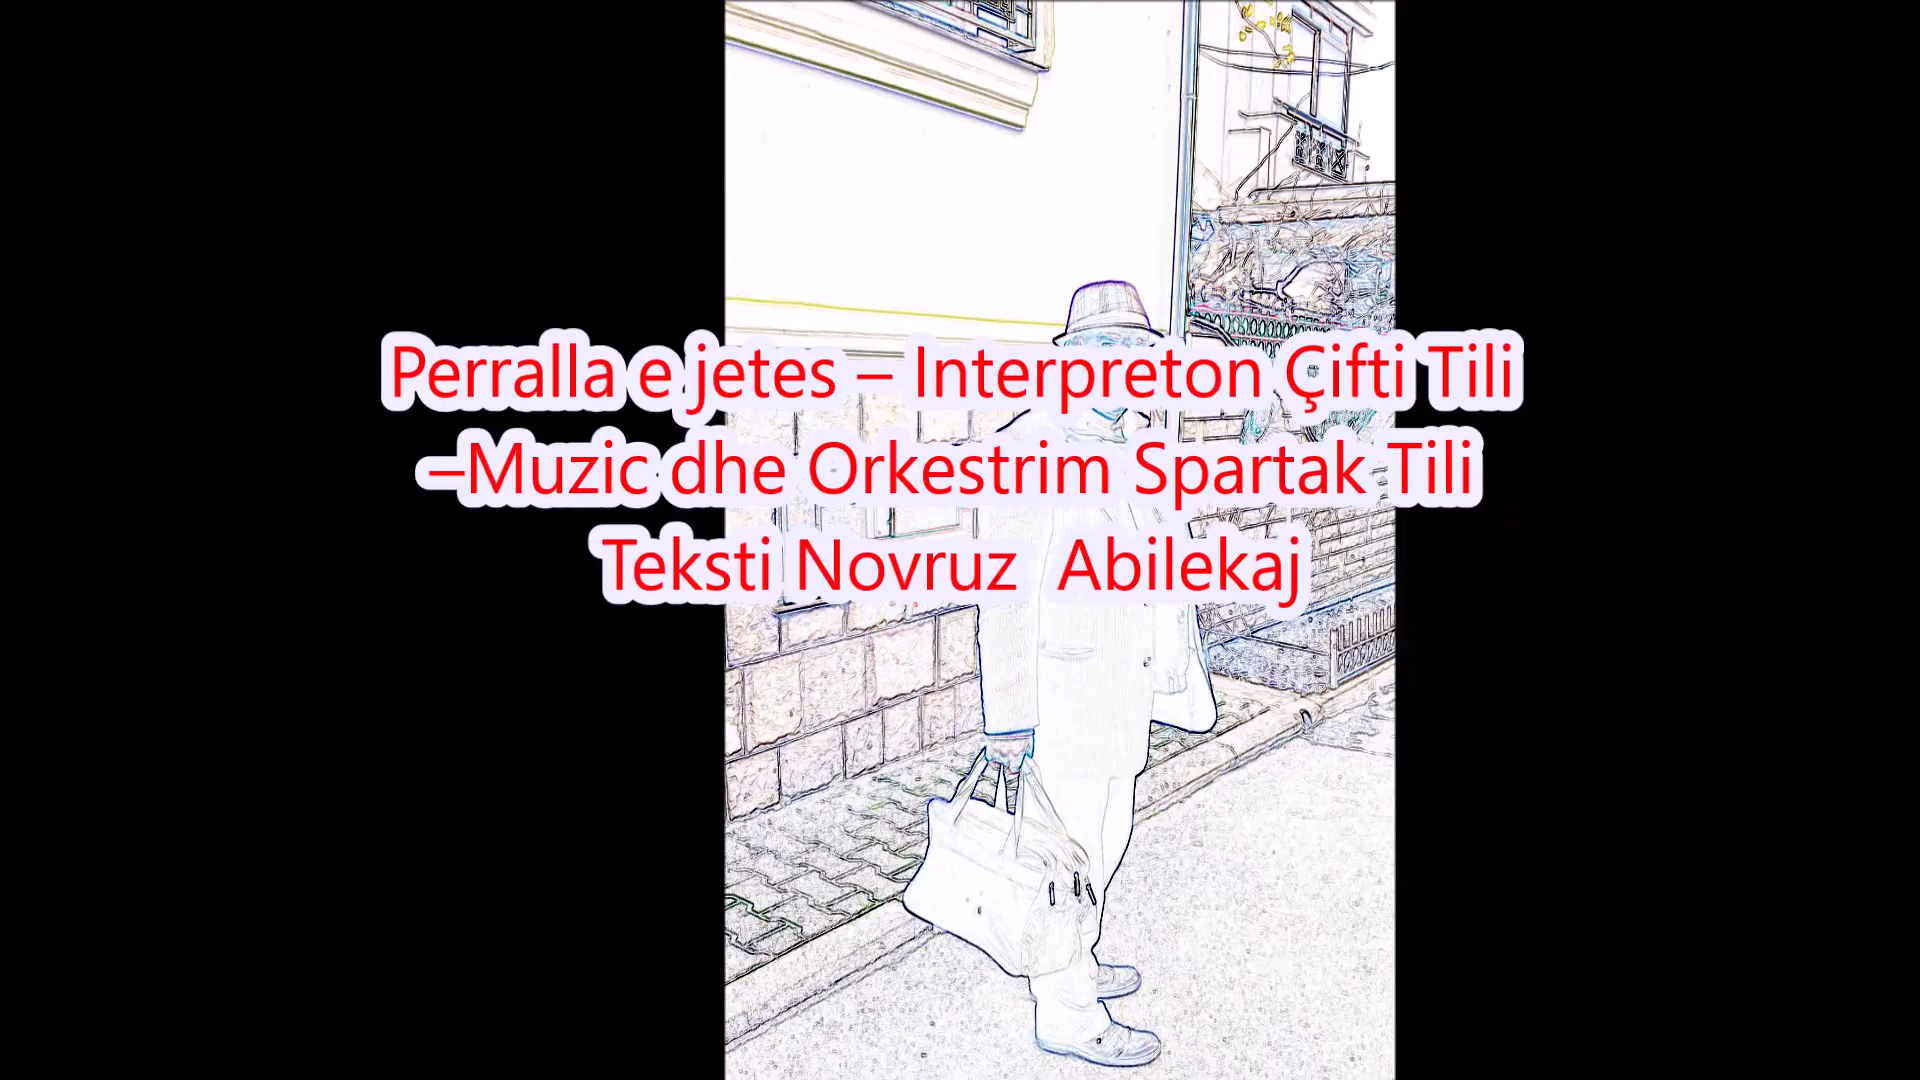 Perralla e jetes – Interpreton Çifti Tili
–Muzic dhe Orkestrim Spartak Tili
Teksti Novruz  Abilekaj